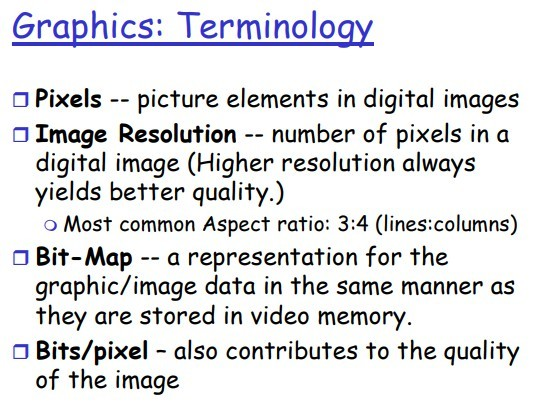 Graphics: Terminology
Pixels -- picture elements in digital images
Image Resolution -- number of pixels in a
digital image (Higher resolution always
yields better quality.)
Most common Aspect ratio: 3:4 (lines:columns)
Bit-Map -- a representation for the
graphic/image data in the same manner as
they are stored in video memory.
Bits/pixel – also contributes to the quality
of the image